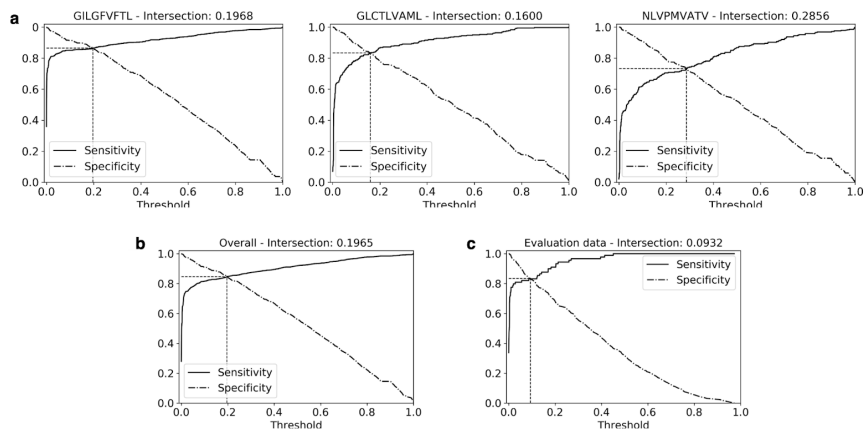 a
GILGFVFTL - Intersection: 0.1968
1.0
0.8
0.6
0.4
0.2
0.0
Sensitivity
Specificity
0.0 0.2 0.4 0.6 0.8 1.0
Threshold
GLCTLVAML - Intersection: 0.1600
1.0
0.8
0.6
0.4
0.2
0.0
Sensitivity
Specificity
0.0 0.2 0.4 0.6 0.8 1.0
Threshold
NLVPMVATV - Intersection: 0.2856
1.0
0.8
0.6
0.4
0.2
0.0
Sensitivity
Specificity
0.0 0.2 0.4 0.6 0.8 1.0
Threshold
b
Overall - Intersection: 0.1965
1.0
0.8
0.6
0.4
0.2
0.0
Sensitivity
Specificity
0.0 0.2 0.4 0.6 0.8 1.0
Threshold
c
Evaluation data - Intersection: 0.0932
1.0
0.8
0.6
0.4
0.2
0.0
Sensitivity
Specificity
0.0 0.2 0.4 0.6 0.8 1.0
Threshold